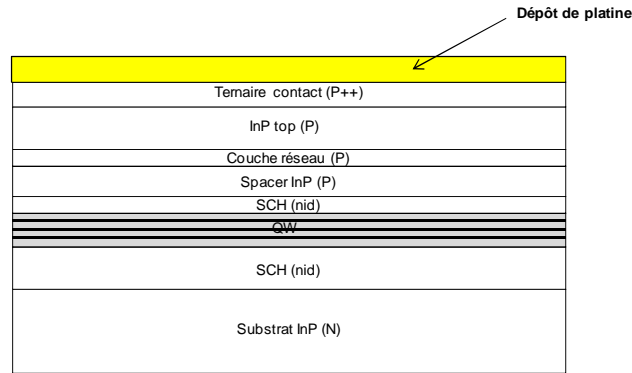 Dépôt de platine
Ternaire contact (P++)
InP top (P)
Couche réseau (P)
Spacer InP (P)
SCH (nid)
QW
SCH (nid)
Substrat InP (N)